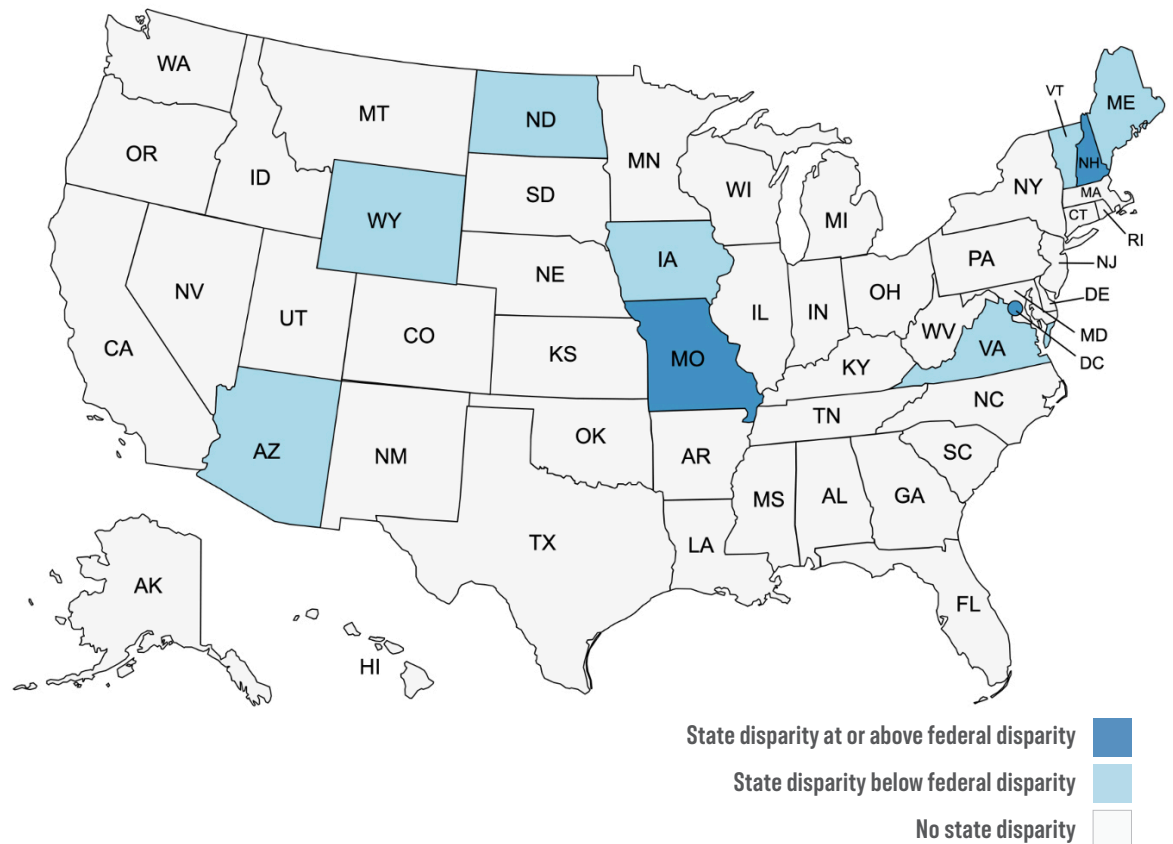 WA
MT
ND
MN
VT
ME
OR
ID
WY
SD
WI
MI
NY
NH
MA
CT
RI
NV
UT
CO
NE
IA
IL
IN
OH
PA
NJ
DE
MD
DC
CA
KS
MO
KY
WV
VA
AZ
NM
OK
AR
TN
NC
SC
MS
AL
GA
TX
LA
FL
AK
HI
State disparity at or above federal disparity
State disparity below federal disparity
No state disparity